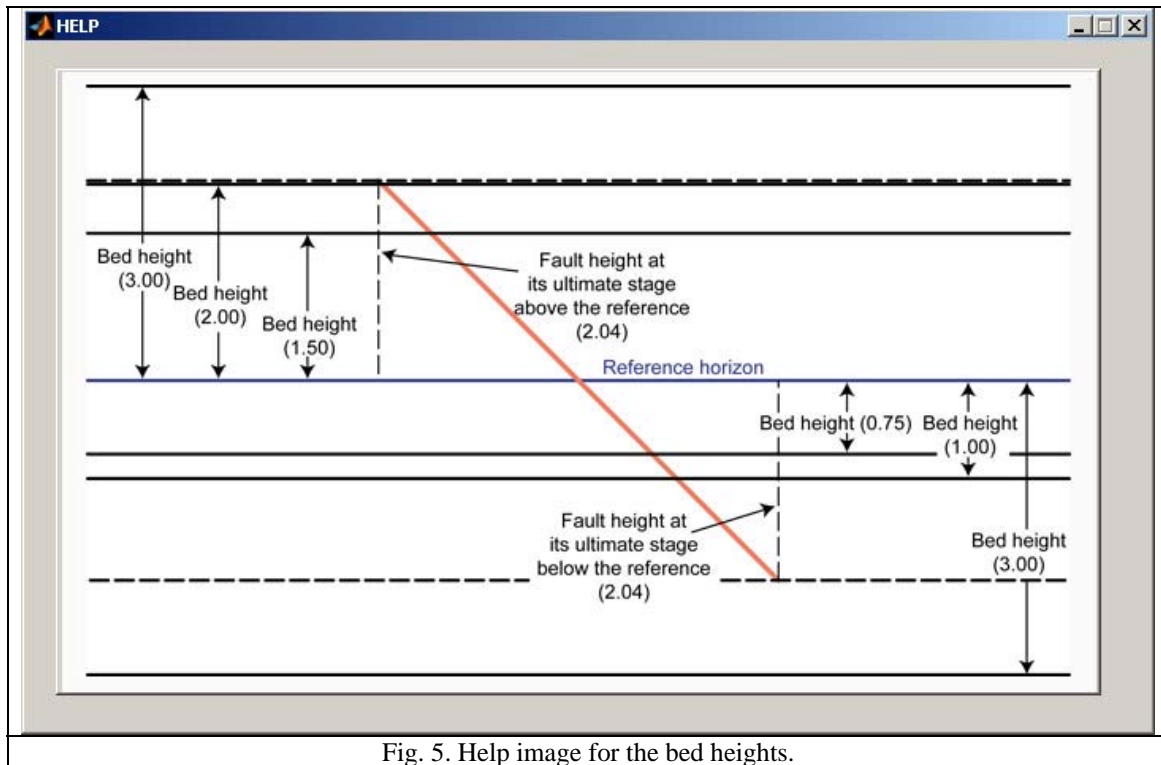 HELP
Bed height
(3.00)
Bed height
(2.00)
Bed height
(1.50)
Fault height at
its ultimate stage
above the reference
(2.04)
Reference horizon
Bed height (0.75)
Bed height
(1.00)
Fault height at
its ultimate stage
below the reference
(2.04)
Bed height
(3.00)
Fig. 5. Help image for the bed heights.